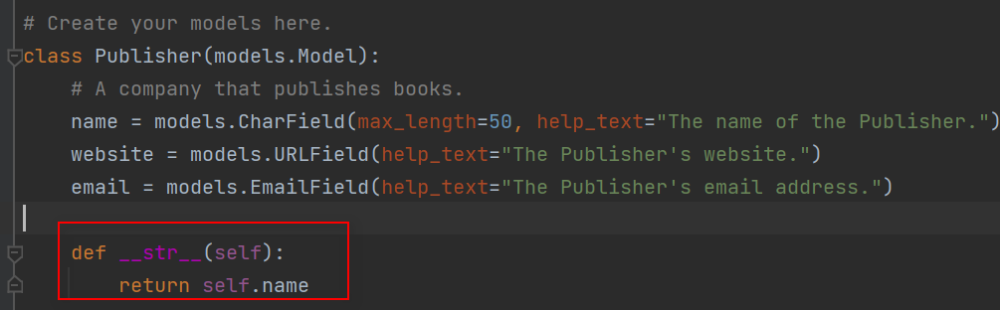 # Create your models here.
class Publisher(models.Model):
    # A company that publishes books.
    name = models.CharField(max_length=50, help_text="The name of the Publisher.")
    website = models.URLField(help_text="The Publisher's website.")
    email = models.EmailField(help_text="The Publisher's email address.")
    def __str__(self):
        return self.name